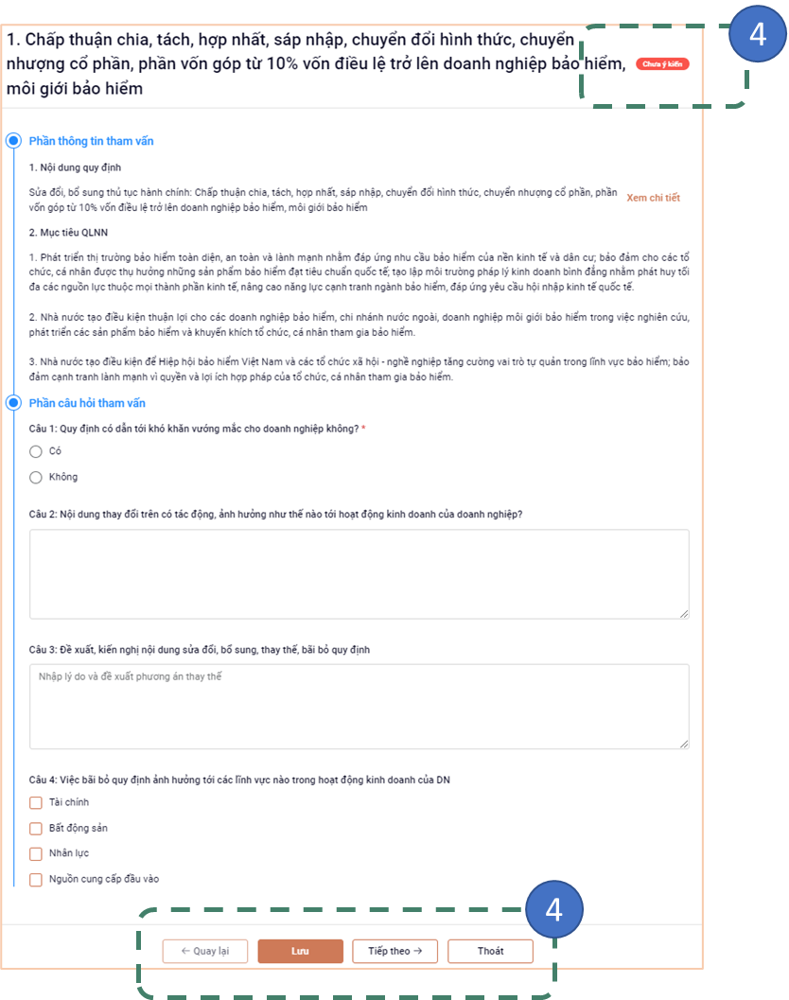 4
1. Chấp thuận chia, tách, hợp nhất, sáp nhập, chuyển đổi hình thức, chuyển
nhượng cổ phần, phần vốn góp từ 10% vốn điều lệ trở lên doanh nghiệp bảo hiểm,
Chưa ý kiến
môi giới bảo hiểm
Phần thông tin tham vấn
1. Nội dung quy định
Sửa đổi, bổ sung thủ tục hành chính: Chấp thuận chia, tách, hợp nhất, sáp nhập, chuyển đổi hình thức, chuyển nhượng cổ phần, phần
vốn góp từ 10% vốn điều lệ trở lên doanh nghiệp bảo hiểm, môi giới bảo hiểm
Xem chi tiết
2. Mục tiêu QLNN
1. Phát triển thị trường bảo hiểm toàn diện, an toàn và lành mạnh nhằm đáp ứng nhu cầu bảo hiểm của nền kinh tế và dân cư; bảo đảm cho các tổ
chức, cá nhân được thụ hưởng những sản phẩm bảo hiểm đạt tiêu chuẩn quốc tế; tạo lập môi trường pháp lý kinh doanh bình đẳng nhằm phát huy tối
đa các nguồn lực thuộc mọi thành phần kinh tế, nâng cao năng lực cạnh tranh ngành bảo hiểm, đáp ứng yêu cầu hội nhập kinh tế quốc tế.
2. Nhà nước tạo điều kiện thuận lợi cho các doanh nghiệp bảo hiểm, chi nhánh nước ngoài, doanh nghiệp môi giới bảo hiểm trong việc nghiên cứu,
phát triển các sản phẩm bảo hiểm và khuyến khích tổ chức, cá nhân tham gia bảo hiểm.
3. Nhà nước tạo điều kiện để Hiệp hội bảo hiểm Việt Nam và các tổ chức xã hội - nghề nghiệp tăng cường vai trò tự quản trong lĩnh vực bảo hiểm; bảo
đảm cạnh tranh lành mạnh vì quyền và lợi ích hợp pháp của tổ chức, cá nhân tham gia bảo hiểm.
Phần câu hỏi tham vấn
Câu 1: Quy định có dẫn tới khó khăn vướng mắc cho doanh nghiệp không? *
Có
Không
Câu 2: Nội dung thay đổi trên có tác động, ảnh hưởng như thế nào tới hoạt động kinh doanh của doanh nghiệp?
Câu 3: Đề xuất, kiến nghị nội dung sửa đổi, bổ sung, thay thế, bãi bỏ quy định
Nhập lý do và đề xuất phương án thay thế
Câu 4: Việc bãi bỏ quy định ảnh hưởng tới các lĩnh vực nào trong hoạt động kinh doanh của DN
Tài chính
Bất động sản
Nhân lực
Nguồn cung cấp đầu vào
4
← Quay lại Lưu Tiếp theo → Thoát